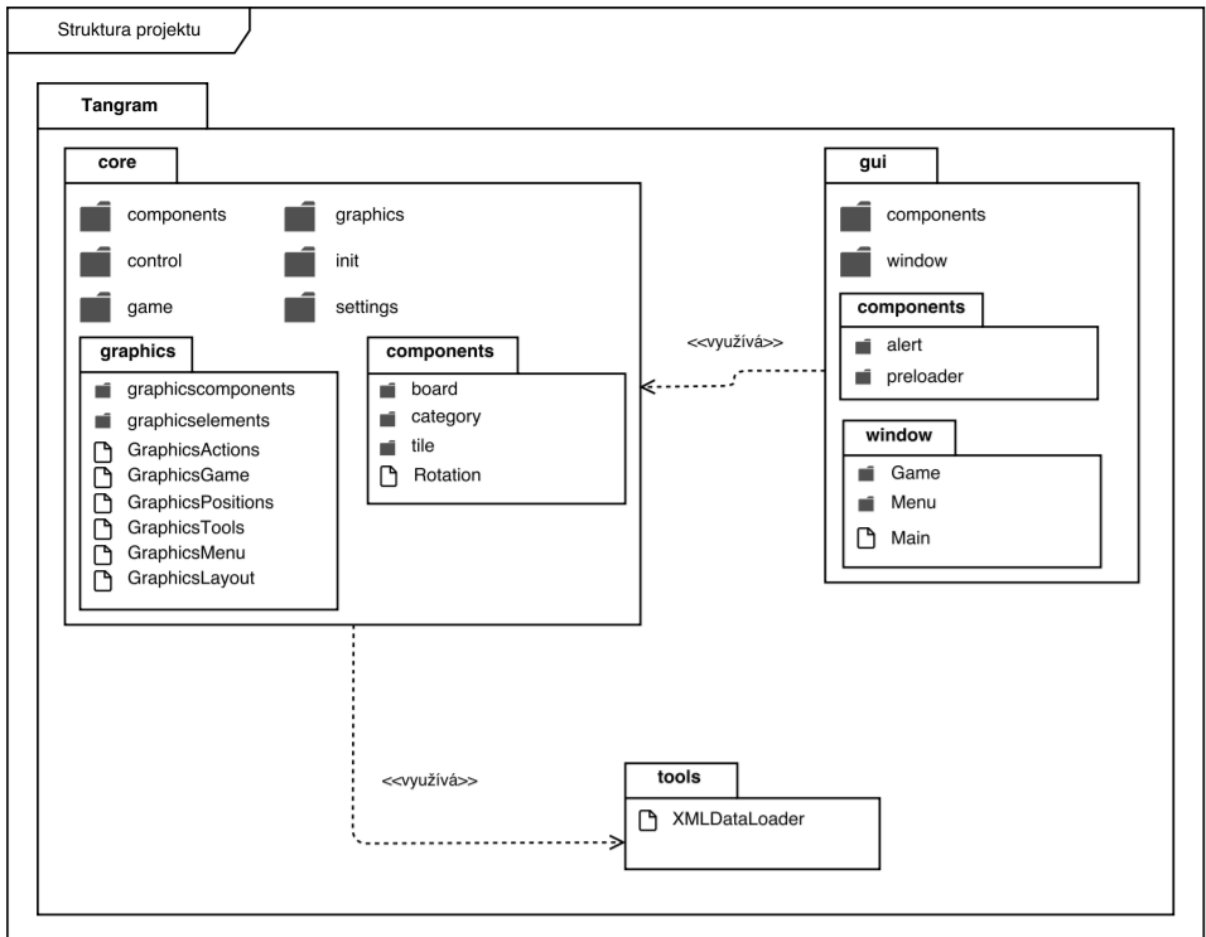 Struktura projektu
Tangram
core
components
graphics
control
init
game
settings
graphics
graphicscomponents
graphicselements
GraphicsActions
GraphicsGame
GraphicsPositions
GraphicsTools
GraphicsMenu
GraphicsLayout
components
board
category
tile
Rotation
<<využívá>>
gui
components
window
components
alert
preloader
window
Game
Menu
Main
<<využívá>>
tools
XMLDataLoader